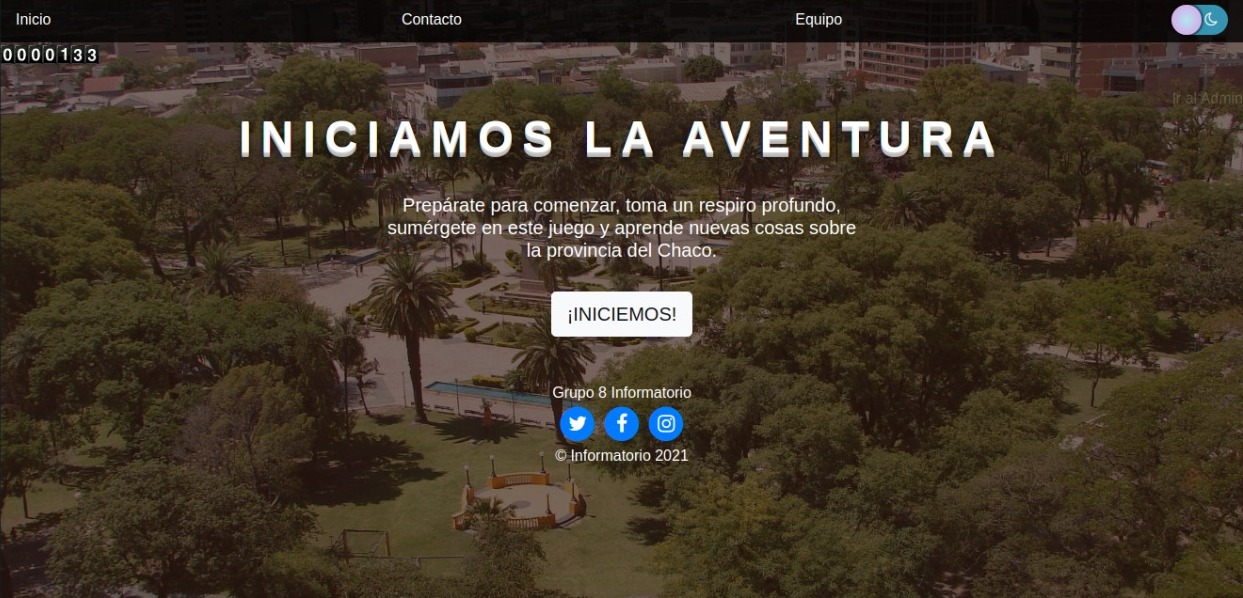 Inicio
Contacto
Equipo
0000133
Ir al Admin
INICIAMOS LA AVENTURA
Prepárate para comenzar, toma un respiro profundo,
sumérgete en este juego y aprende nuevas cosas sobre
la provincia del Chaco.
¡INICIEMOS!
Grupo 8 Informatorio
© Informatorio 2021